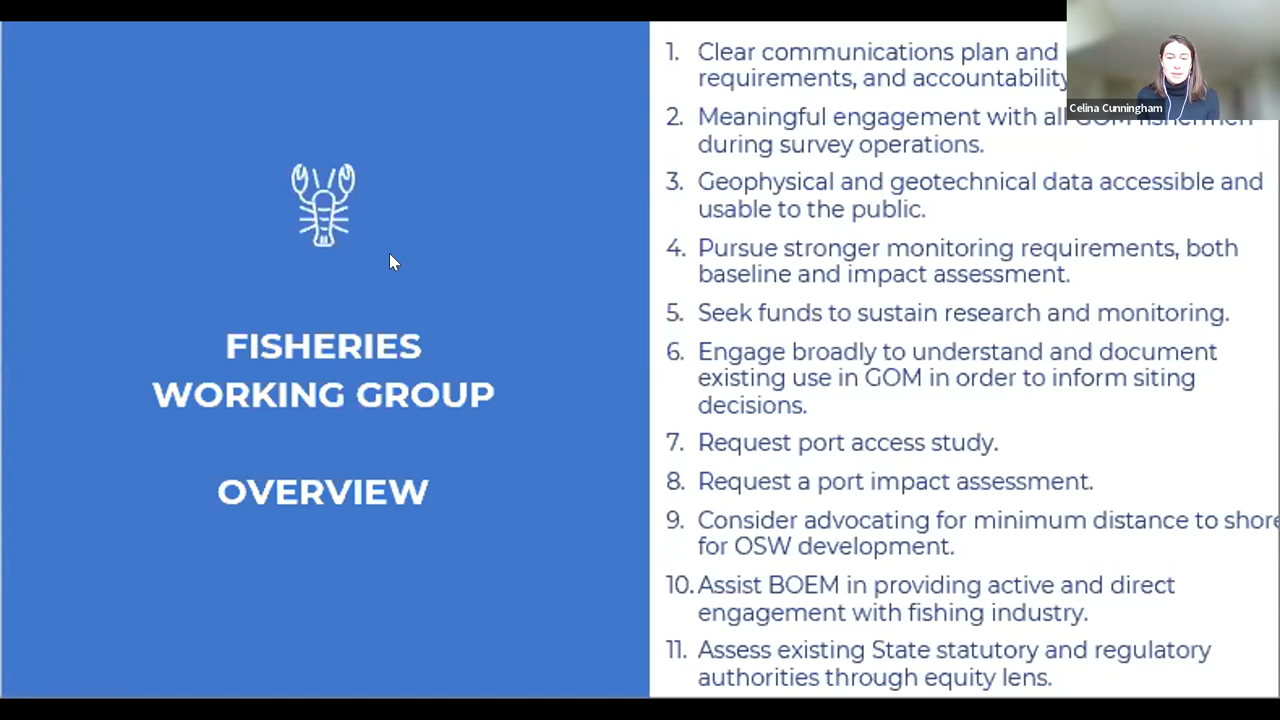 FISHERIES
WORKING GROUP
OVERVIEW
1. Clear communications plan and
requirements, and accountability
2. Meaningful engagement with all GOM fishermen
during survey operations.
3. Geophysical and geotechnical data accessible and
usable to the public.
4. Pursue stronger monitoring requirements, both
baseline and impact assessment.
5. Seek funds to sustain research and monitoring.
6. Engage broadly to understand and document
existing use in GOM in order to inform siting
decisions.
7. Request port access study.
8. Request a port impact assessment.
9. Consider advocating for minimum distance to shore
for OSW development.
10. Assist BOEM in providing active and direct
engagement with fishing industry.
11. Assess existing State statutory and regulatory
authorities through equity lens.
Celina Cunningham